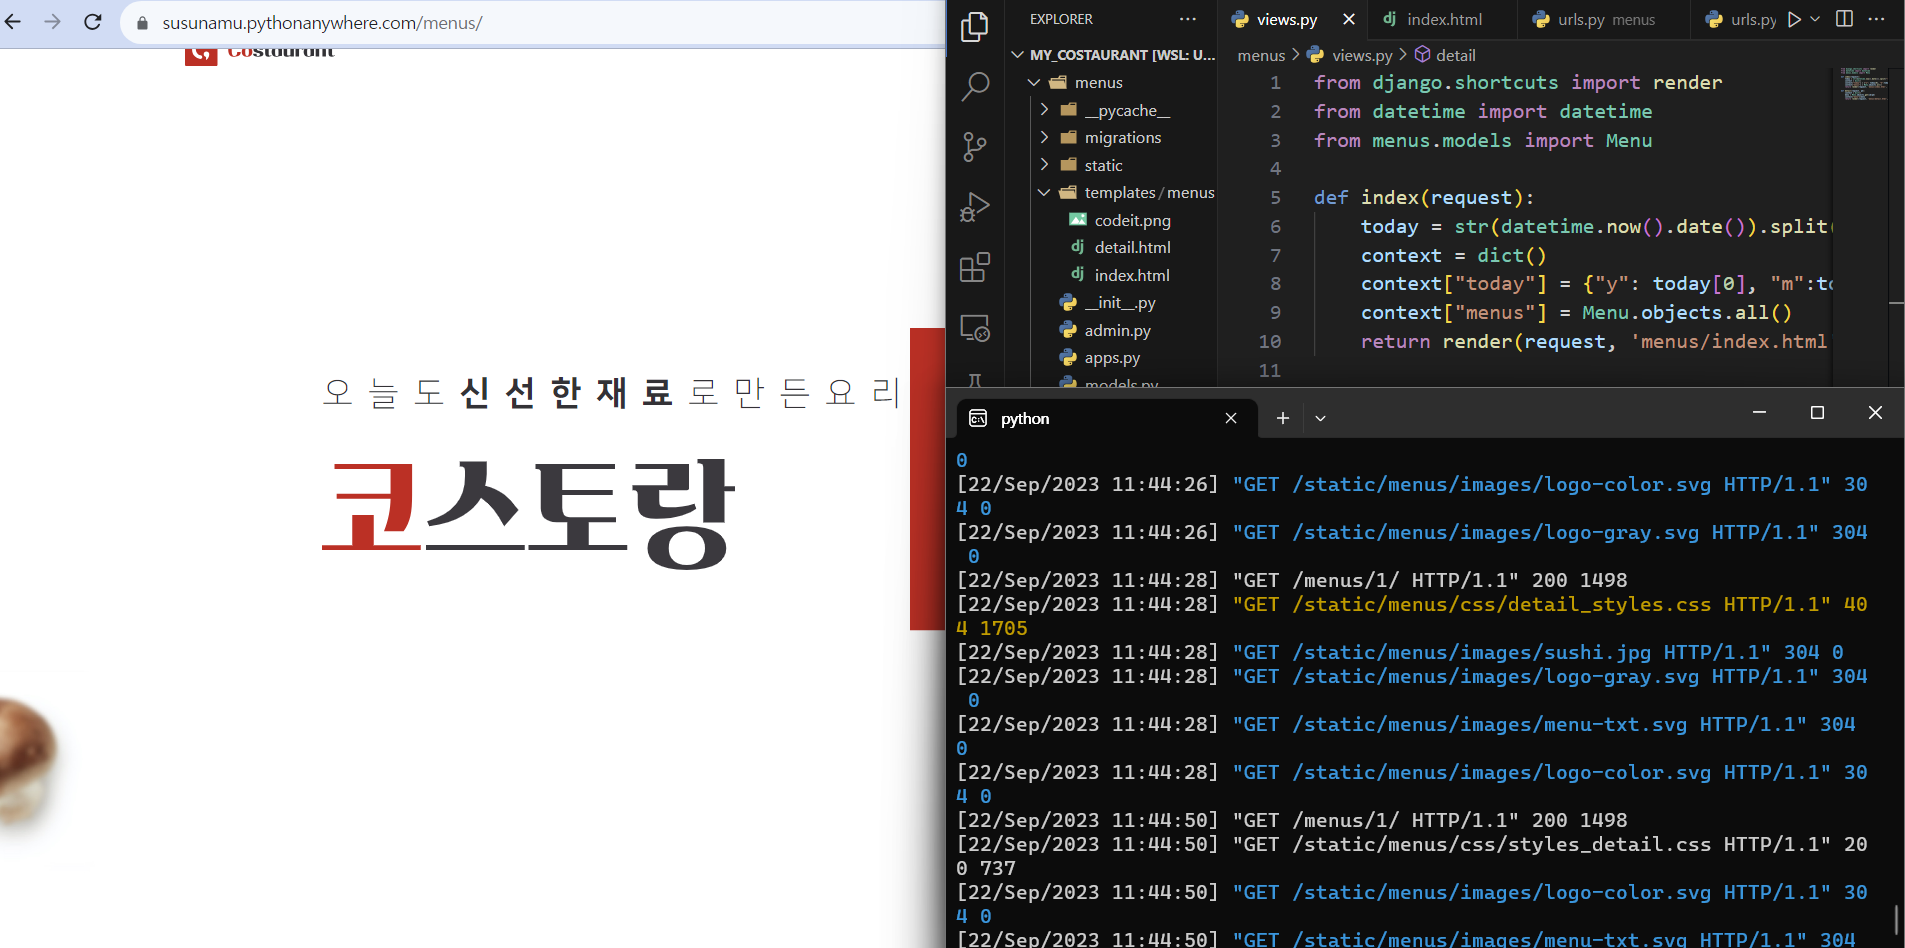 susunamu.pythonanywhere.com/menus/
Costaurant
오늘도신선한재료로만든요리
코스토랑
EXPLORER
MY_COSTAURANT [WSL: U...
menus
__pycache__
migrations
static
templates/menus
codeit.png
detail.html
index.html
__init__.py
admin.py
apps.py
models.py
views.py
index.html
urls.py menus
urls.py
menus > views.py > detail
1 from django.shortcuts import render
2 from datetime import datetime
3 from menus.models import Menu
4
5 def index(request):
6 today = str(datetime.now().date()).split(
7 context = dict()
8 context["today"] = {"y": today[0], "m":to
9 context["menus"] = Menu.objects.all()
10 return render(request, 'menus/index.html'
11
python
0
[22/Sep/2023 11:44:26] "GET /static/menus/images/logo-color.svg HTTP/1.1" 30
4 0
[22/Sep/2023 11:44:26] "GET /static/menus/images/logo-gray.svg HTTP/1.1" 304
0
[22/Sep/2023 11:44:28] "GET /menus/1/ HTTP/1.1" 200 1498
[22/Sep/2023 11:44:28] "GET /static/menus/css/detail_styles.css HTTP/1.1" 40
4 1705
[22/Sep/2023 11:44:28] "GET /static/menus/images/sushi.jpg HTTP/1.1" 304 0
[22/Sep/2023 11:44:28] "GET /static/menus/images/logo-gray.svg HTTP/1.1" 304
0
[22/Sep/2023 11:44:28] "GET /static/menus/images/menu-txt.svg HTTP/1.1" 304
0
[22/Sep/2023 11:44:28] "GET /static/menus/images/logo-color.svg HTTP/1.1" 30
4 0
[22/Sep/2023 11:44:50] "GET /menus/1/ HTTP/1.1" 200 1498
[22/Sep/2023 11:44:50] "GET /static/menus/css/styles_detail.css HTTP/1.1" 20
0 737
[22/Sep/2023 11:44:50] "GET /static/menus/images/logo-color.svg HTTP/1.1" 30
4 0
[22/Sep/2023 11:44:50] "GET /static/menus/images/menu-txt.svg HTTP/1.1" 304